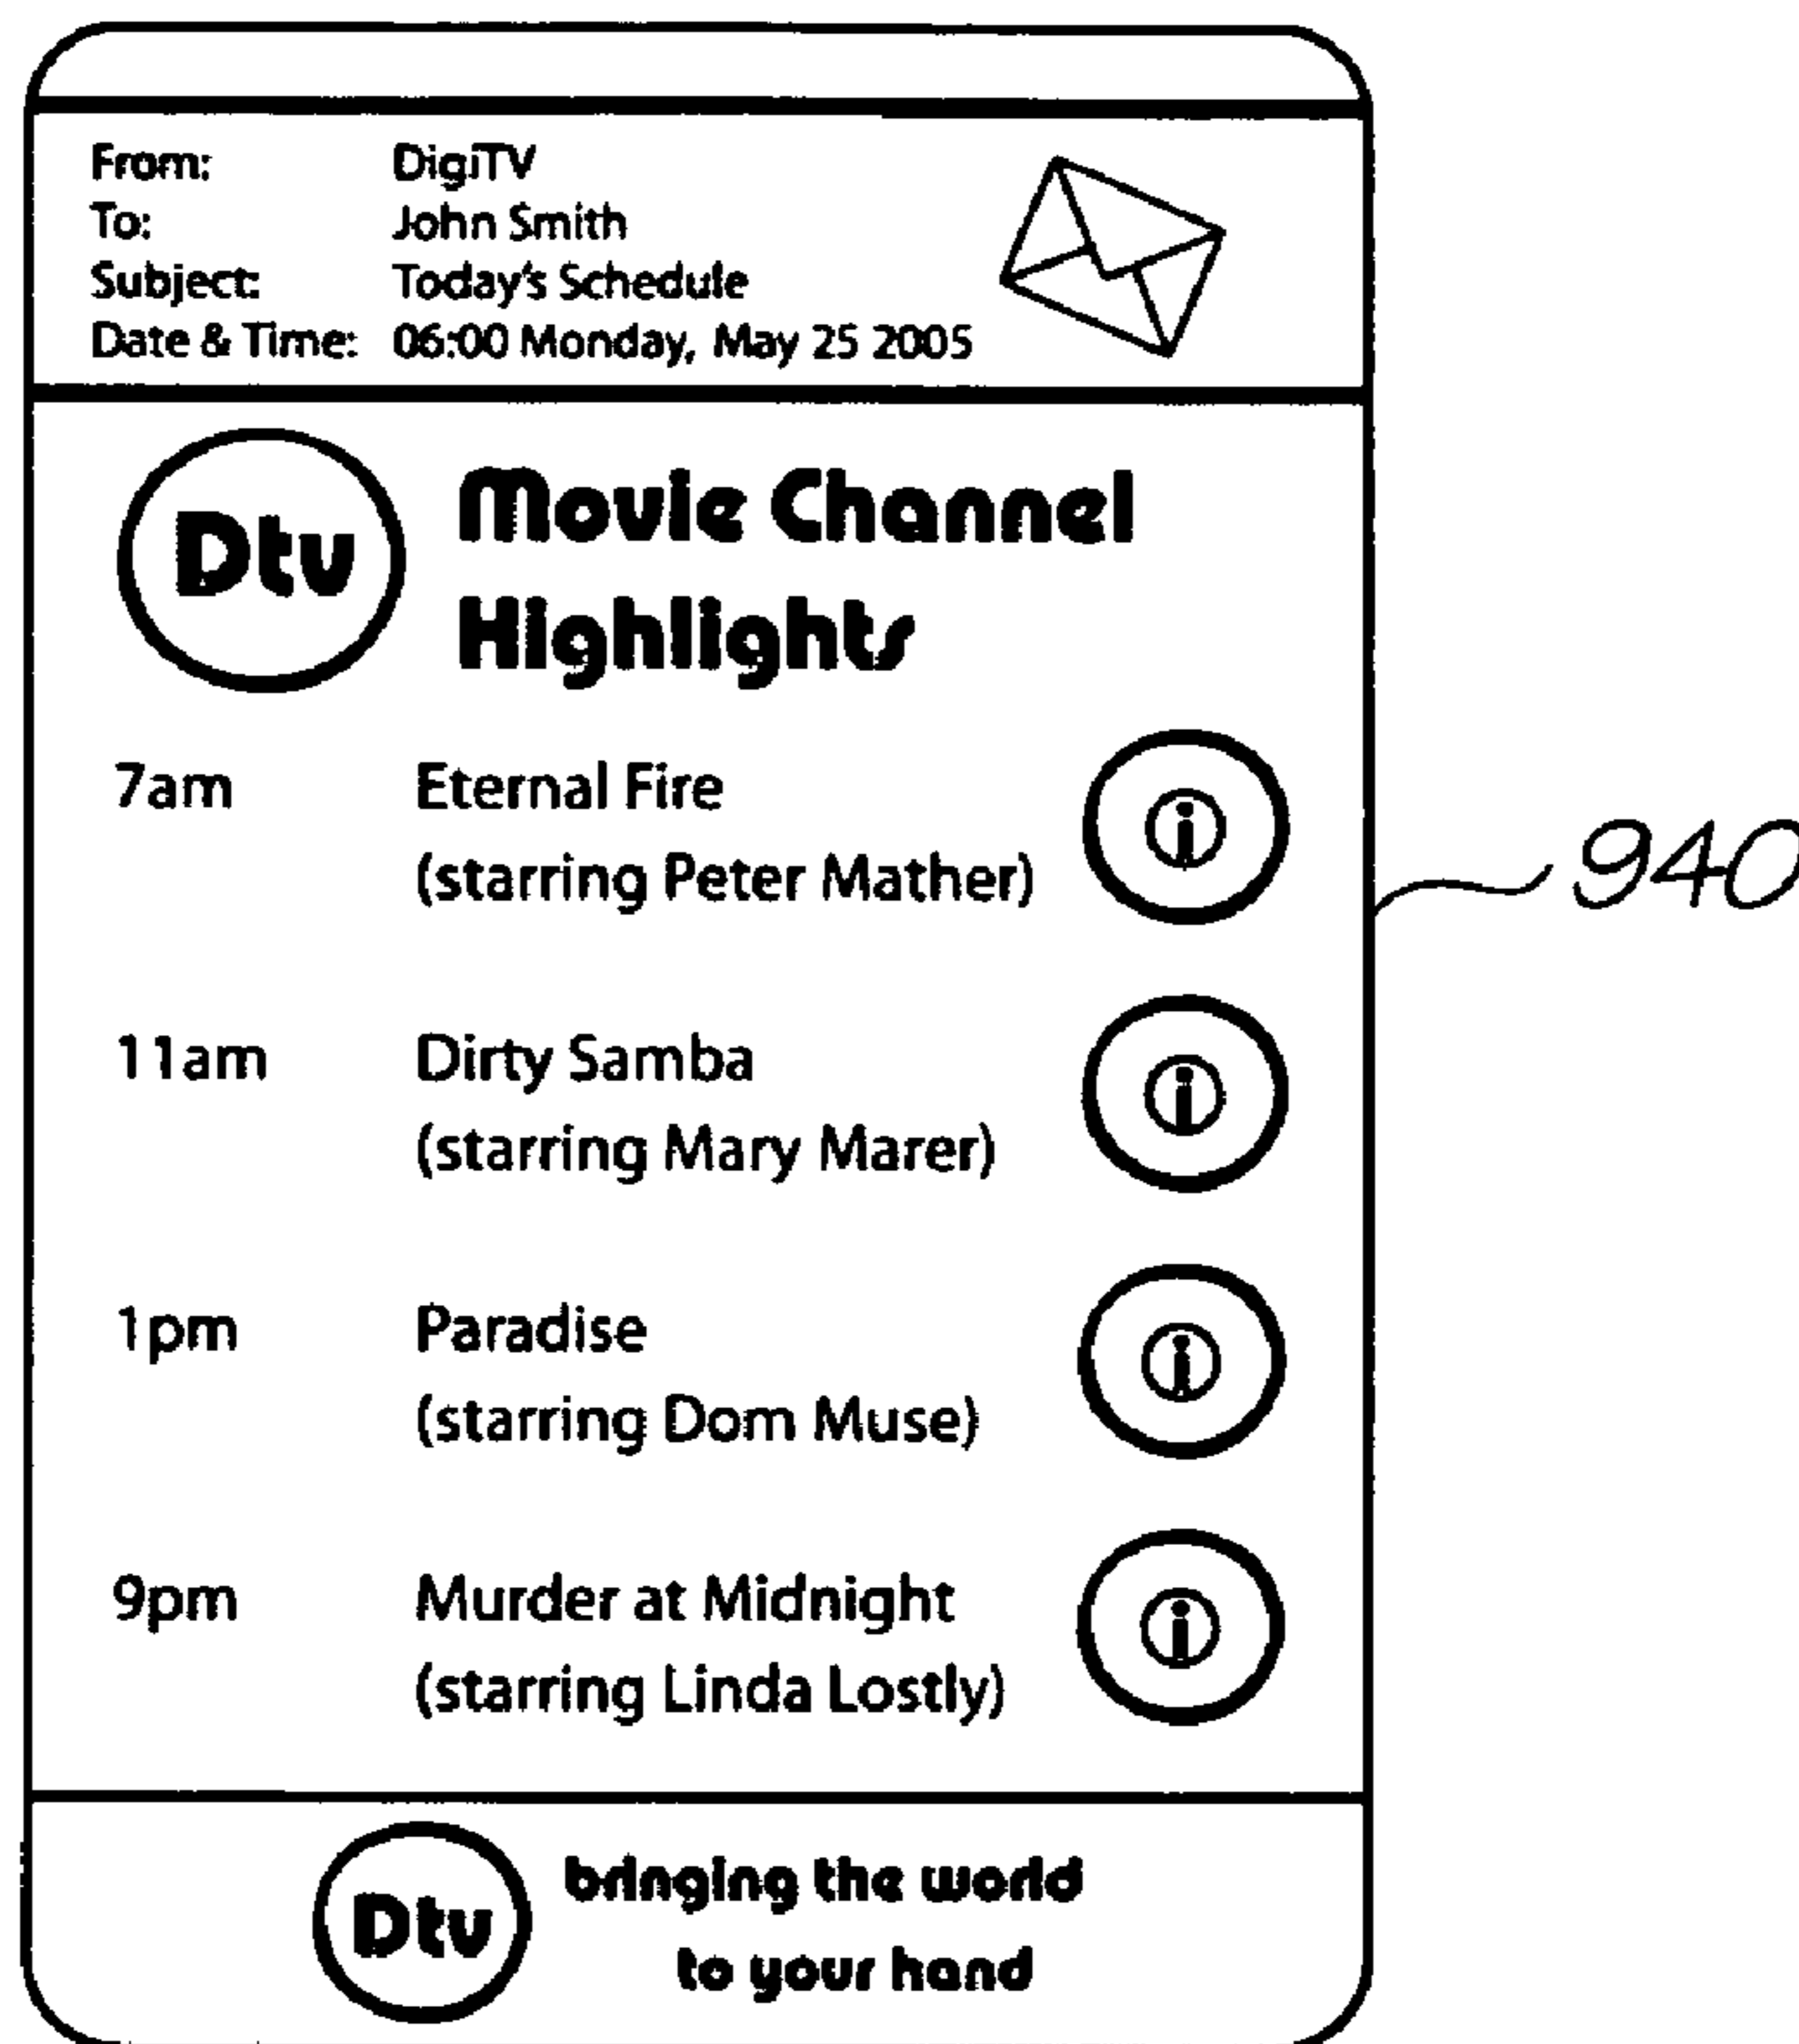 From: DigiTV
To: John Smith
Subject: Today's Schedule
Date & Time: 06:00 Monday, May 25 2005
Dtv
Movie Channel
Highlights
7am Eternal Fire
(starring Peter Mather)
i
940
11am Dirty Samba
(starring Mary Marer)
i
1pm Paradise
(starring Dom Muse)
i
9pm Murder at Midnight
(starring Linda Lostly)
i
Dtv
bringing the world
to your hand